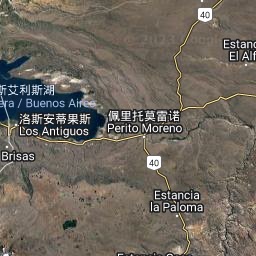 40
Estanc
El Alf
斯艾利斯湖
era / Buenos Aires
洛斯安蒂果斯
Los Antiguos
佩里托莫雷诺
Perito Moreno
Brisas
40
Estancia
la Paloma